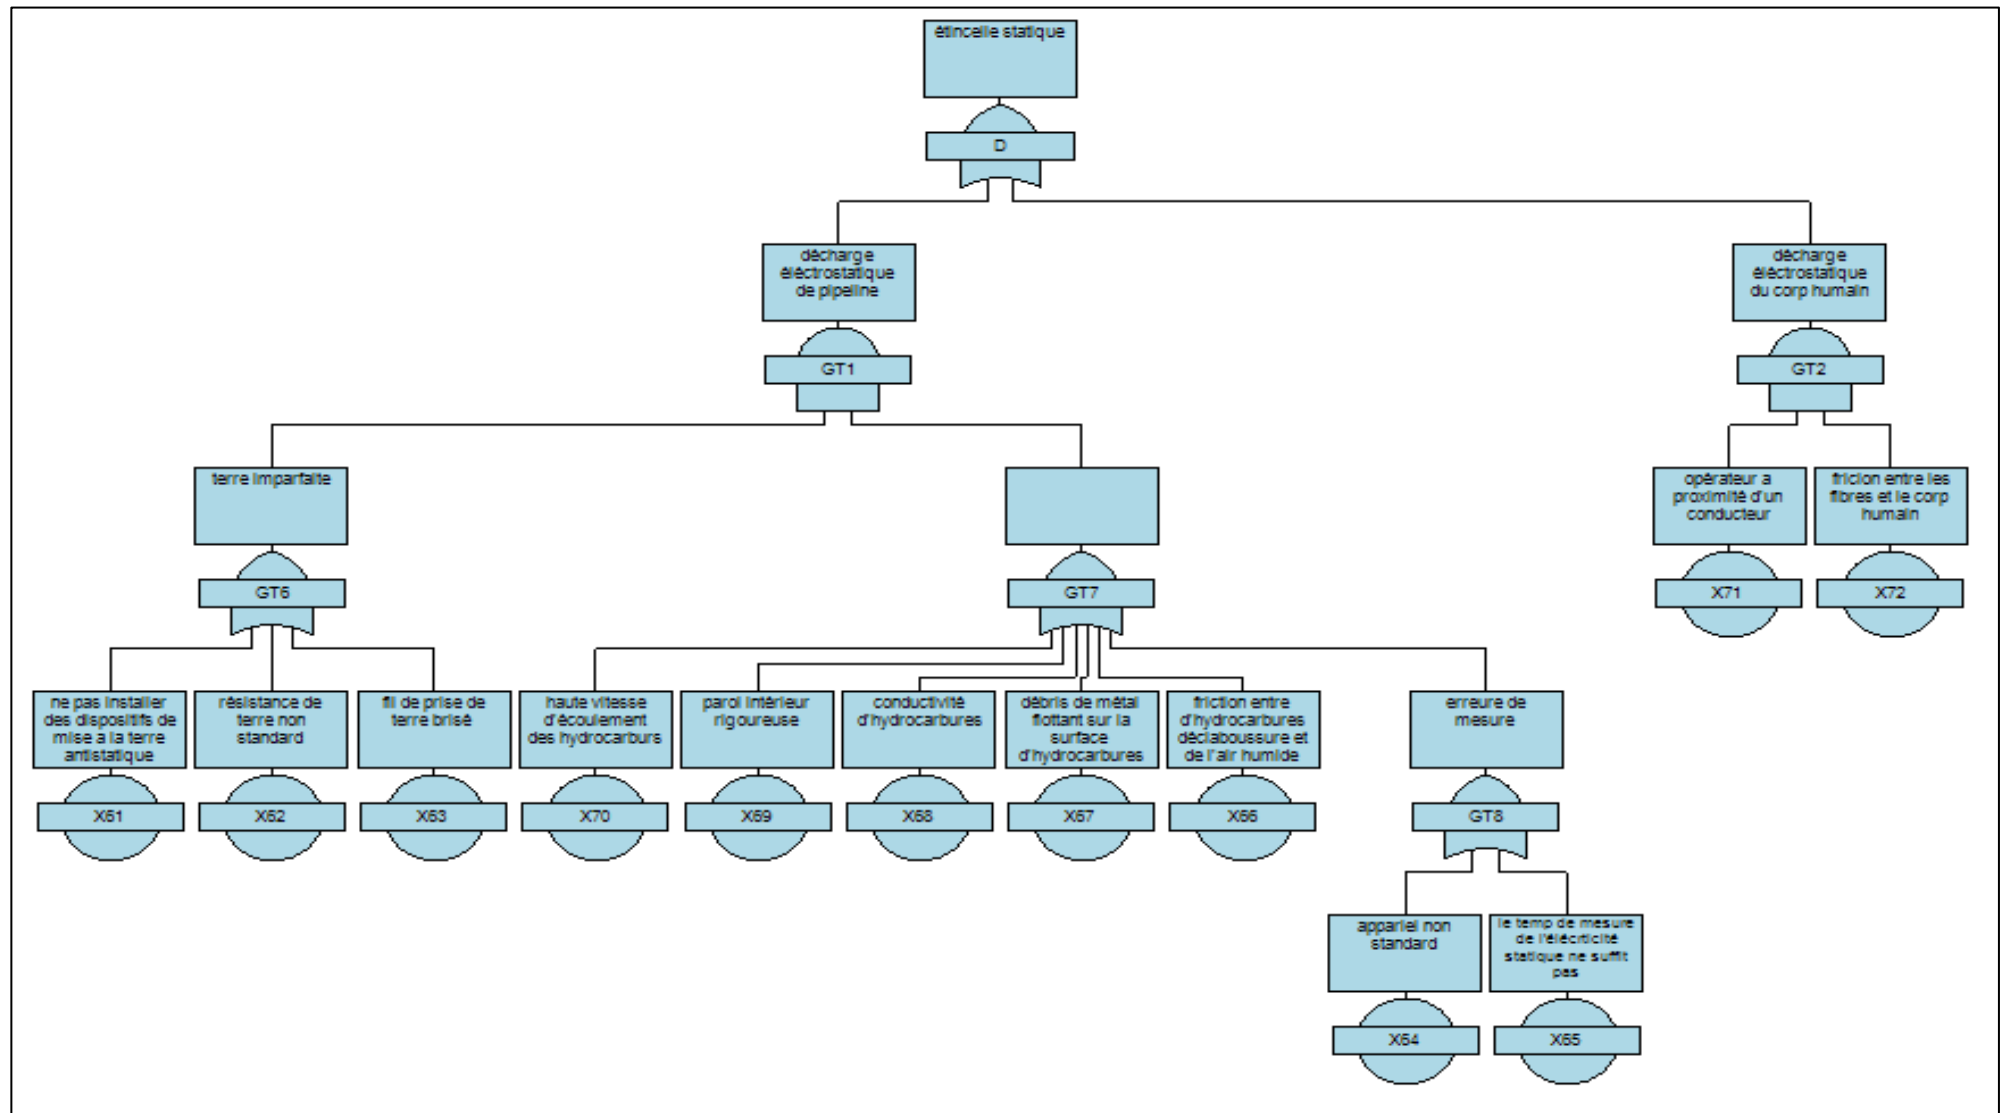 étincelle statique
D
décharge
éléctrostatique
de pipeline
décharge
éléctrostatique
du corp humain
GT1
GT2
terre imparfaite
opérateur a
proximité d'un
conducteur
fricion entre les
fibres et le corp
humain
GT6
GT7
X71
X72
ne pas installer
des dispositifs de
mise a la terre
antistatique
résistance de
terre non
standard
fil de prise de
terre brisé
haute vitesse
d'écoulement
des hydrocarburs
paroi intérieur
rigoureuse
conductivité
d'hydrocarbures
débris de métal
flottant sur la
surface
d'hydrocarbures
friction entre
d'hydrocarbures
déclaboussure et
de l'air humide
erreure de
mesure
X61
X62
X63
X70
X69
X68
X67
X66
GT8
appariel non
standard
le temp de mesure
de l'élécrticité
statique ne suffit
pas
X64
X65